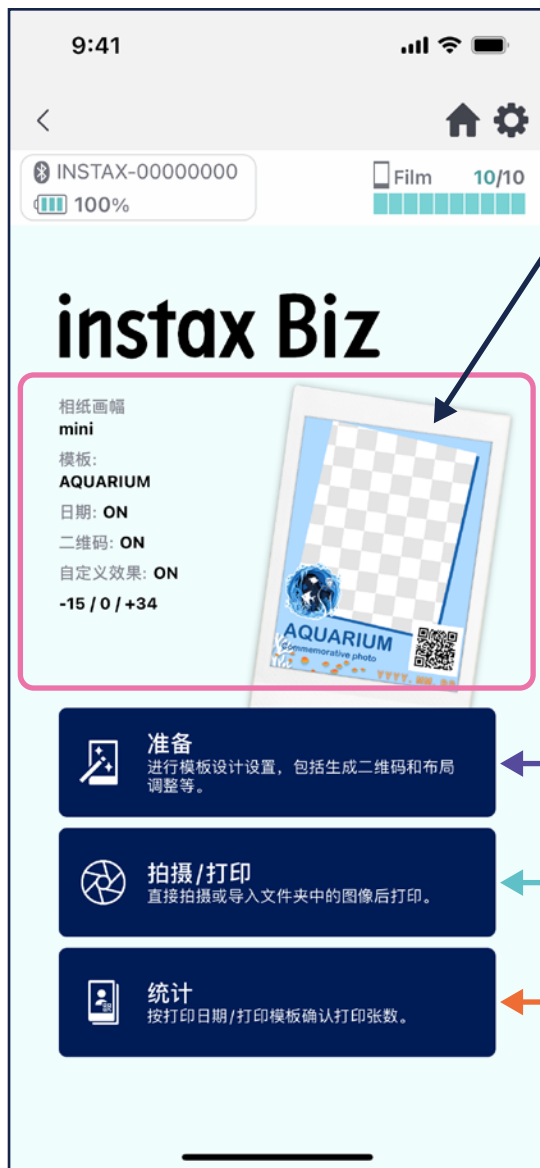 9:41
INSTAX-00000000
100%
Film 10/10
instax Biz
相纸画幅
mini
模板:
AQUARIUM
日期: ON
二维码: ON
自定义效果: ON
-15 / 0 / +34
AQUARIUM
Commemorative photo
YYYY. MM. DD
准备
进行模板设计设置，包括生成二维码和布局
调整等。
拍摄/打印
直接拍摄或导入文件夹中的图像后打印。
统计
按打印日期/打印模板确认打印张数。